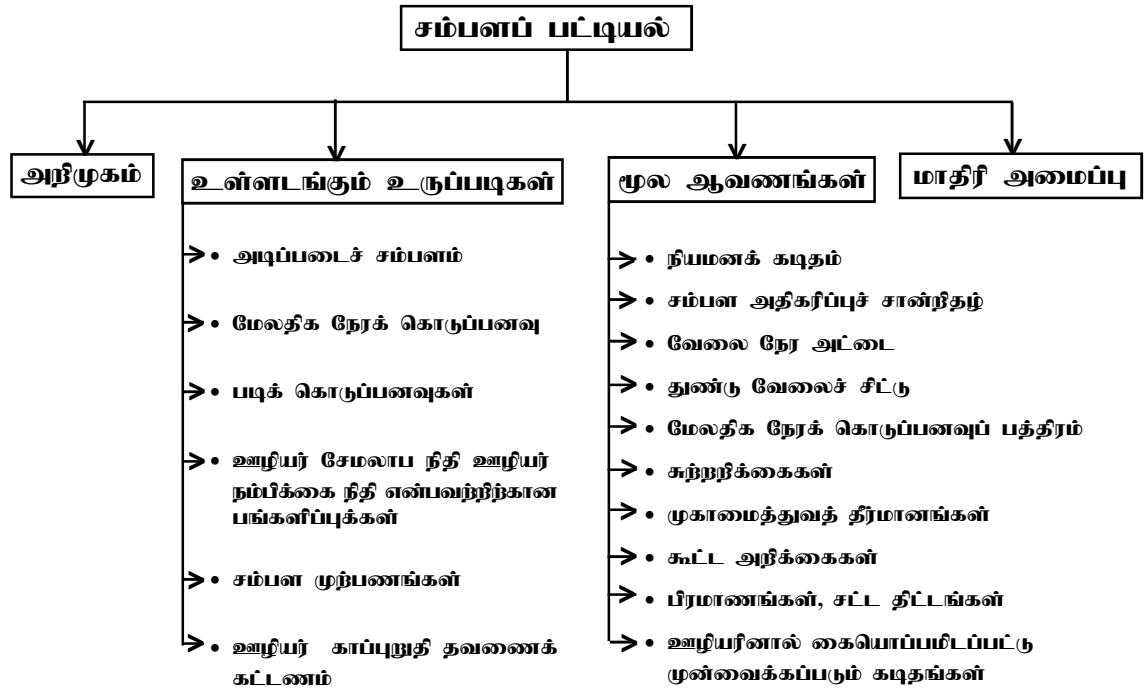 சம்பளப் பட்டியல்
அறிமுகம்
உள்ளடங்கும் உருப்படிகள்
• அடிப்படைச் சம்பளம்
• மேலதிக நேரக் கொடுப்பனவு
• படிக் கொடுப்பனவுகள்
• ஊழியர் சேமலாப நிதி ஊழியர்
நம்பிக்கை நிதி என்பவற்றிற்கான
பங்களிப்புக்கள்
• சம்பள முற்பணங்கள்
• ஊழியர் காப்புறுதி தவணைக்
கட்டணம்
மூல ஆவணங்கள்
• நியமனக் கடிதம்
• சம்பள அதிகரிப்புச் சான்றிதழ்
• வேலை நேர அட்டை
• துண்டு வேலைச் சிட்டு
• மேலதிக நேரக் கொடுப்பனவுப் பத்திரம்
• சுற்றறிக்கைகள்
• முகாமைத்துவத் தீர்மானங்கள்
• கூட்ட அறிக்கைகள்
• பிரமாணங்கள், சட்ட திட்டங்கள்
• ஊழியரினால் கையொப்பமிடப்பட்டு
முன்வைக்கப்படும் கடிதங்கள்
மாதிரி அமைப்பு